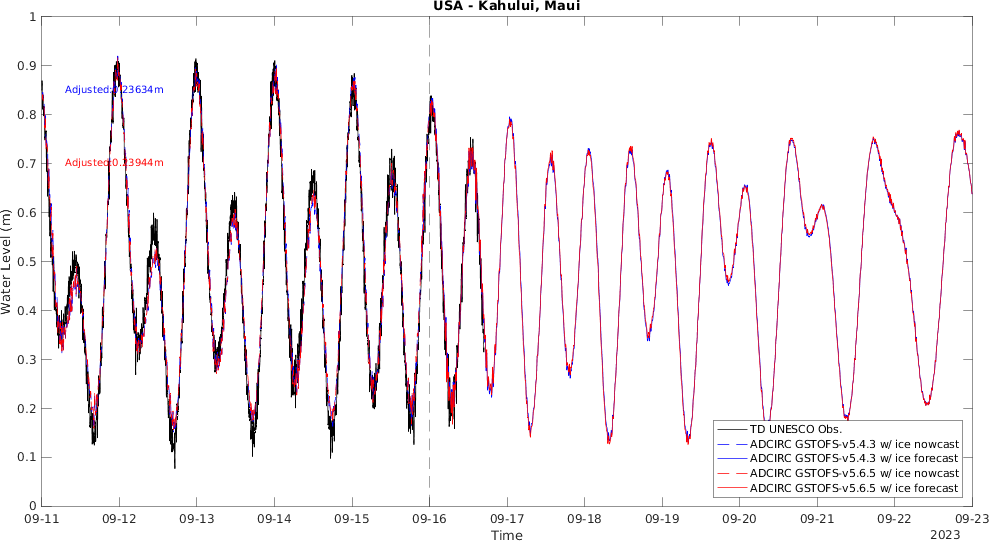 USA - Kahului, Maui
1
0.9
0.8
0.7
0.6
0.5
0.4
0.3
0.2
0.1
0
Water Level (m)
Adjusted:0.23634m
Adjusted:0.23944m
TD UNESCO Obs.
ADCIRC GSTOFS-v5.4.3 w/ ice nowcast
ADCIRC GSTOFS-v5.4.3 w/ ice forecast
ADCIRC GSTOFS-v5.6.5 w/ ice nowcast
ADCIRC GSTOFS-v5.6.5 w/ ice forecast
09-11 09-12 09-13 09-14 09-15 09-16 09-17 09-18 09-19 09-20 09-21 09-22 09-23
Time
2023